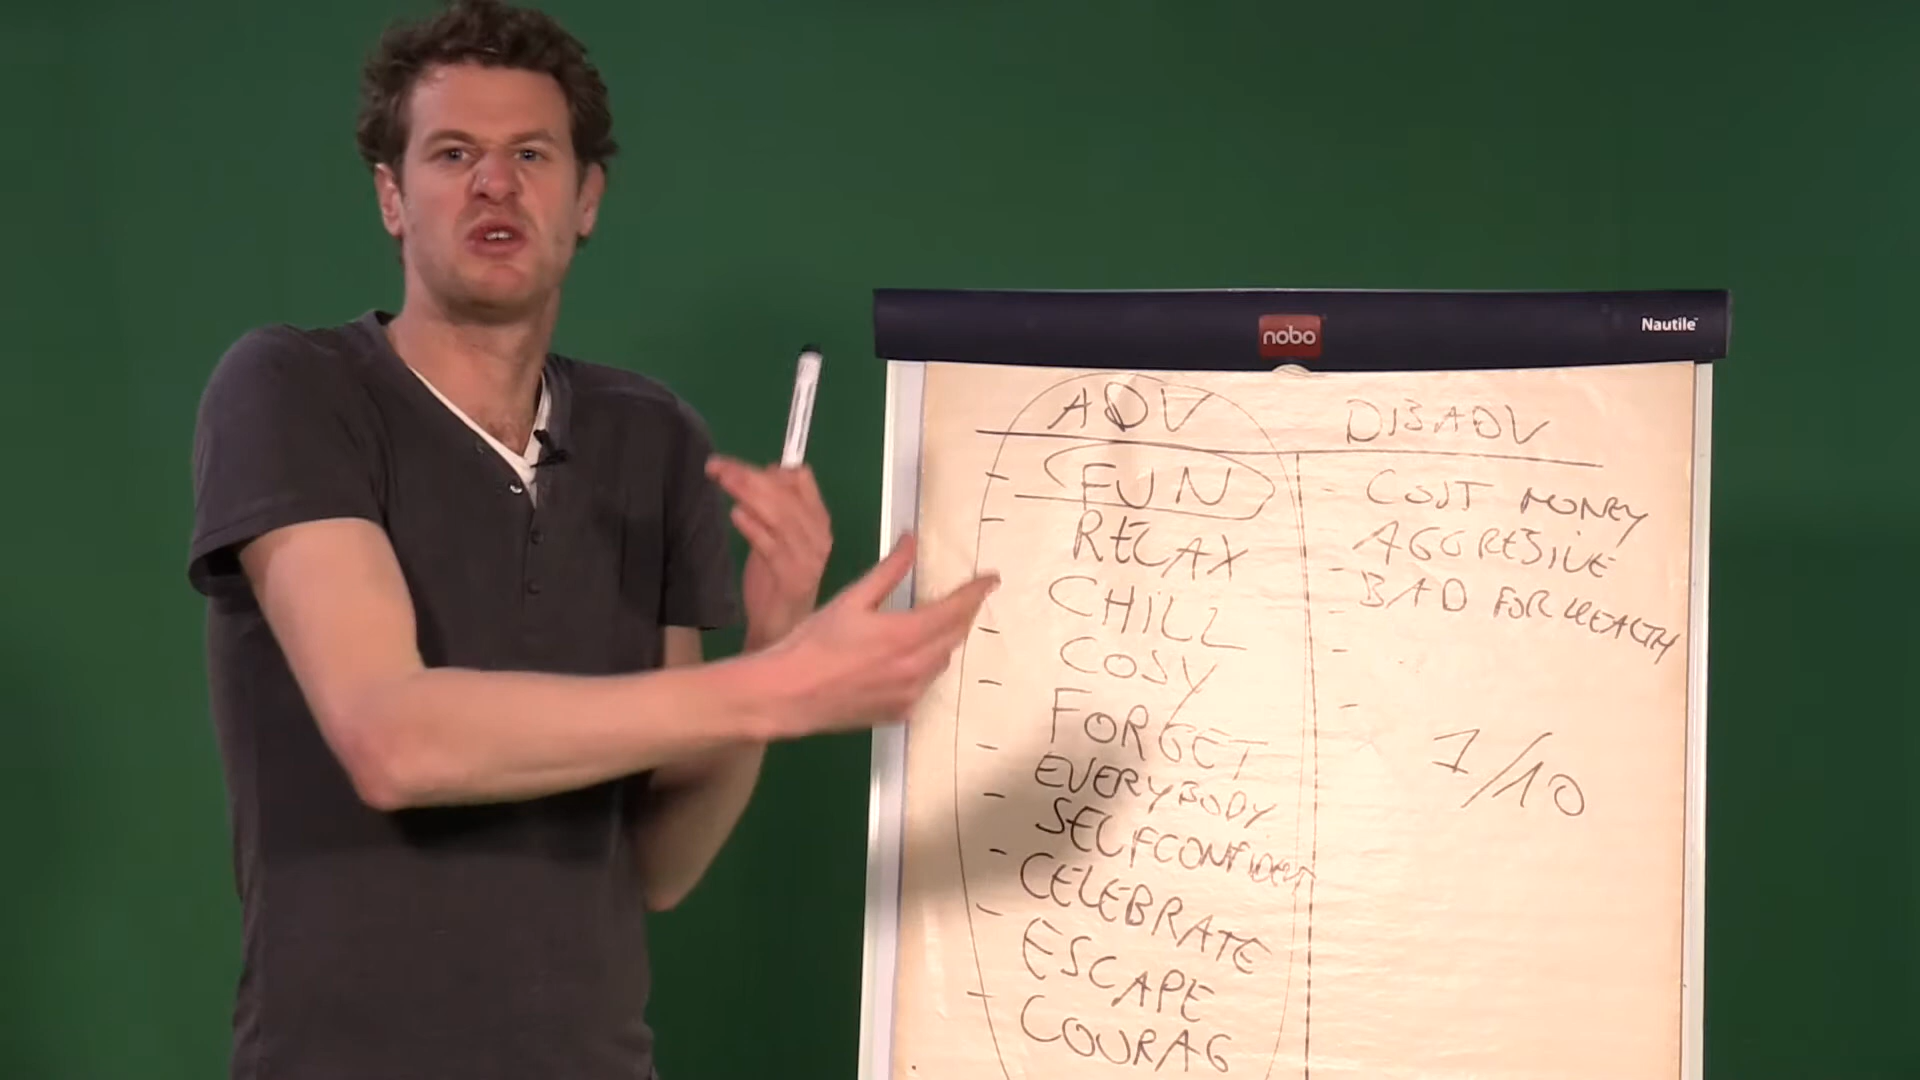 nobo
Nautile
ADV
DISADV
- FUN
- RELAX
CHILL
- COSY
- FORGET
- EVERYBODY
- SELFCONFIDENT
- CELEBRATE
- ESCAPE
- COURAG
- COST MONEY
- AGGRESIVE
- BAD FOR HEALTH
-
-
1/10